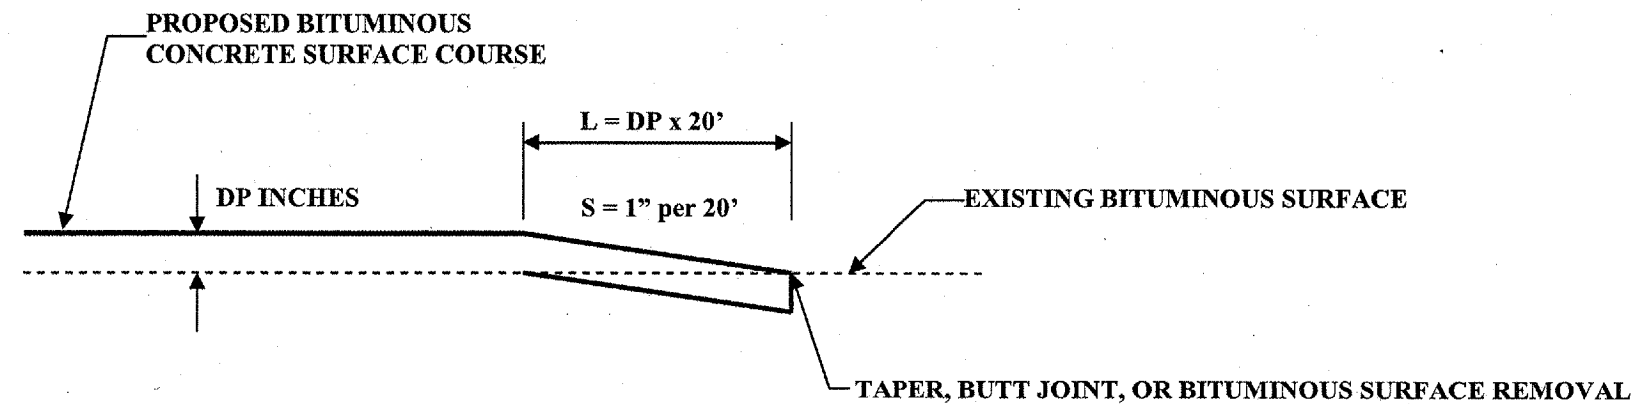 PROPOSED BITUMINOUS
CONCRETE SURFACE COURSE
L = DP x 20’
DP INCHES
S = 1” per 20’
EXISTING BITUMINOUS SURFACE
TAPER, BUTT JOINT, OR BITUMINOUS SURFACE REMOVAL